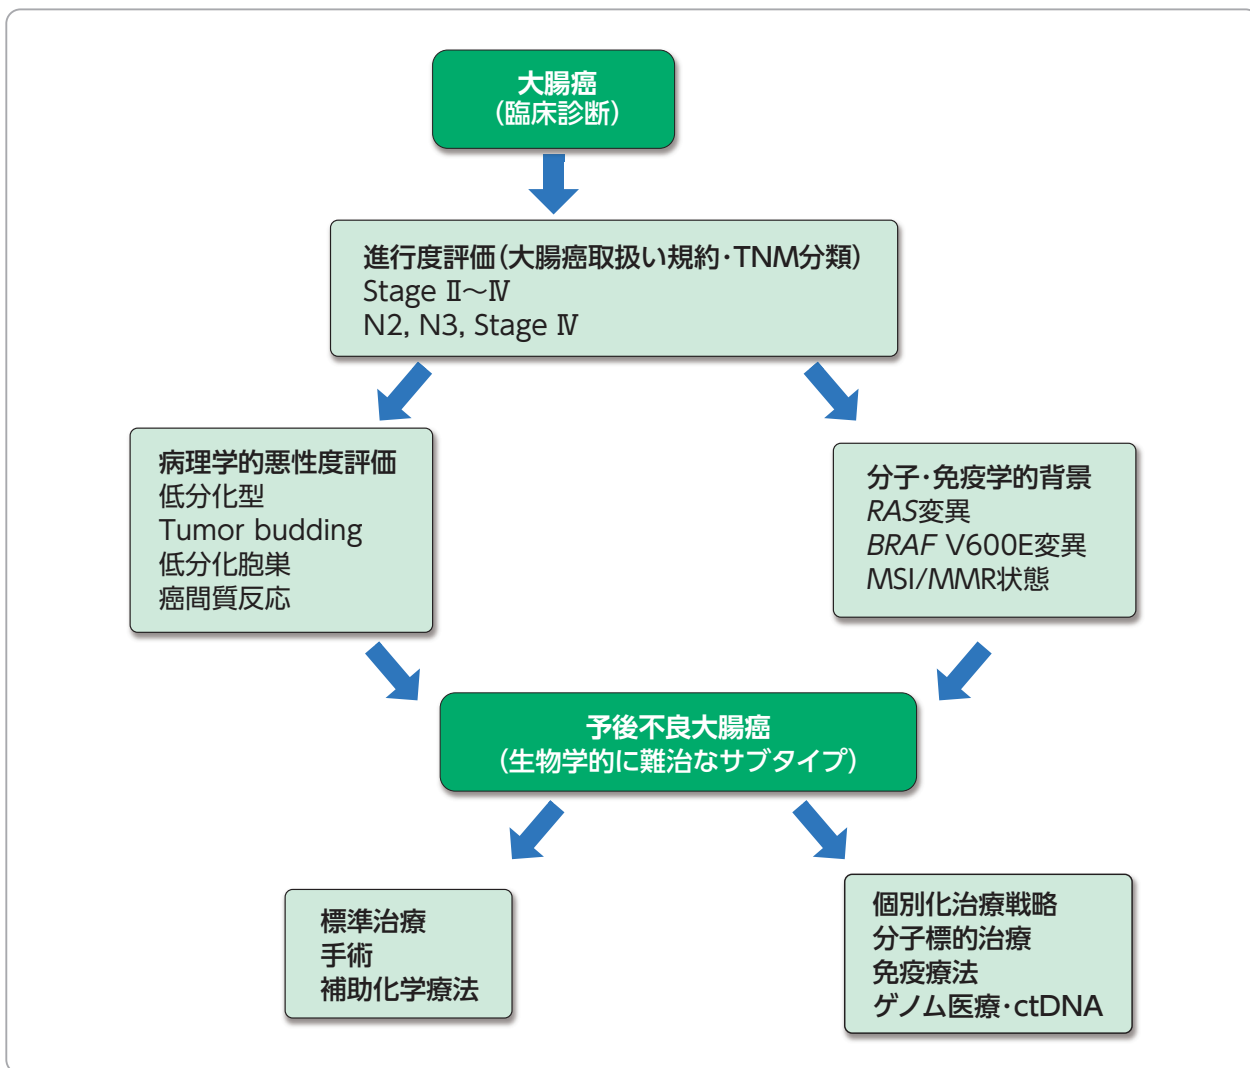 大腸癌
(臨床診断)
進行度評価(大腸癌取扱い規約・TNM分類)
Stage Ⅱ～Ⅳ
N2, N3, Stage Ⅳ
病理学的悪性度評価
低分化型
Tumor budding
低分化胞巣
癌間質反応
分子・免疫学的背景
RAS変異
BRAF V600E変異
MSI/MMR状態
予後不良大腸癌
(生物学的に難治なサブタイプ)
標準治療
手術
補助化学療法
個別化治療戦略
分子標的治療
免疫療法
ゲノム医療・ctDNA